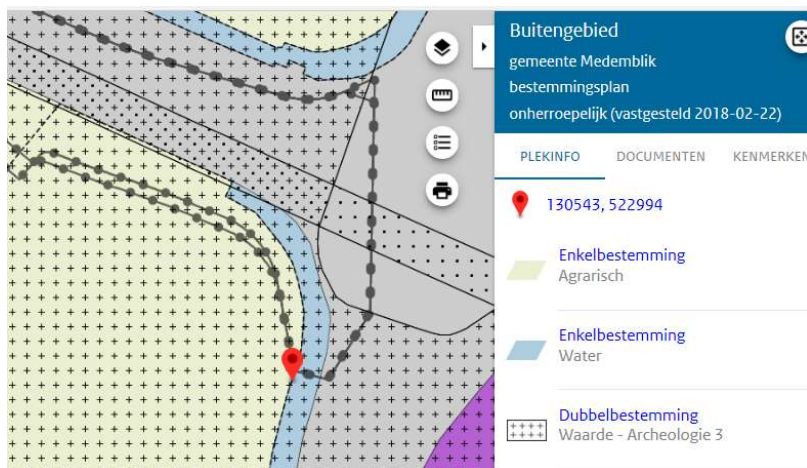 Buitengebied
gemeente Medemblik
bestemmingsplan
onherroepelijk (vastgesteld 2018-02-22)
PLEKINFO DOCUMENTEN KENMERKEN
130543, 522994
Enkelbestemming
Agrarisch
Enkelbestemming
Water
Dubbelbestemming
Waarde - Archeologie 3